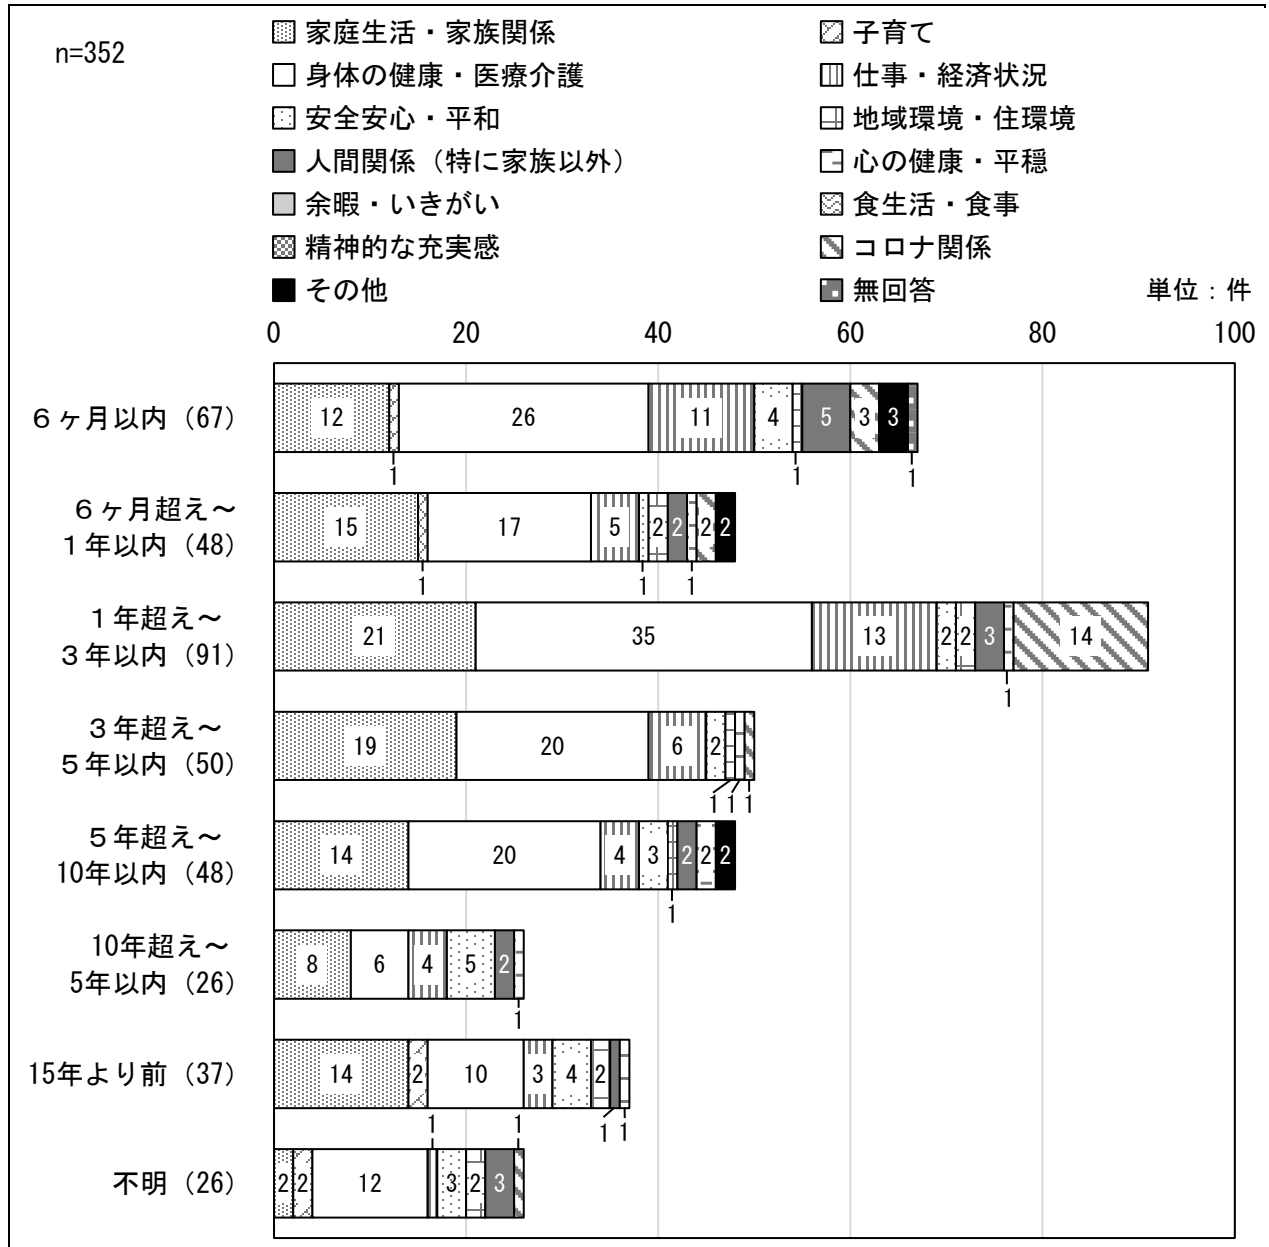 n=352
家庭生活・家族関係 子育て
身体の健康・医療介護 仕事・経済状況
安全安心・平和 地域環境・住環境
人間関係（特に家族以外） 心の健康・平穏
余暇・いきがい 食生活・食事
精神的な充実感 コロナ関係
その他 無回答 単位：件
0 20 40 60 80 100
６ヶ月以内（67） 12 26 11 4 5 3 3
1 1 1
６ヶ月超え～
１年以内（48） 15 17 5 2 2 2 2
1 1 1
１年超え～
３年以内（91） 21 35 13 2 2 3 14
1
３年超え～
５年以内（50） 19 20 6 2
1 1 1
５年超え～
10年以内（48） 14 20 4 3 2 2 2
1
10年超え～
5年以内（26） 8 6 4 5 2
1
15年より前（37） 14 2 10 3 4 2
1 1
1 1
不明（26） 2 2 12 3 2 3